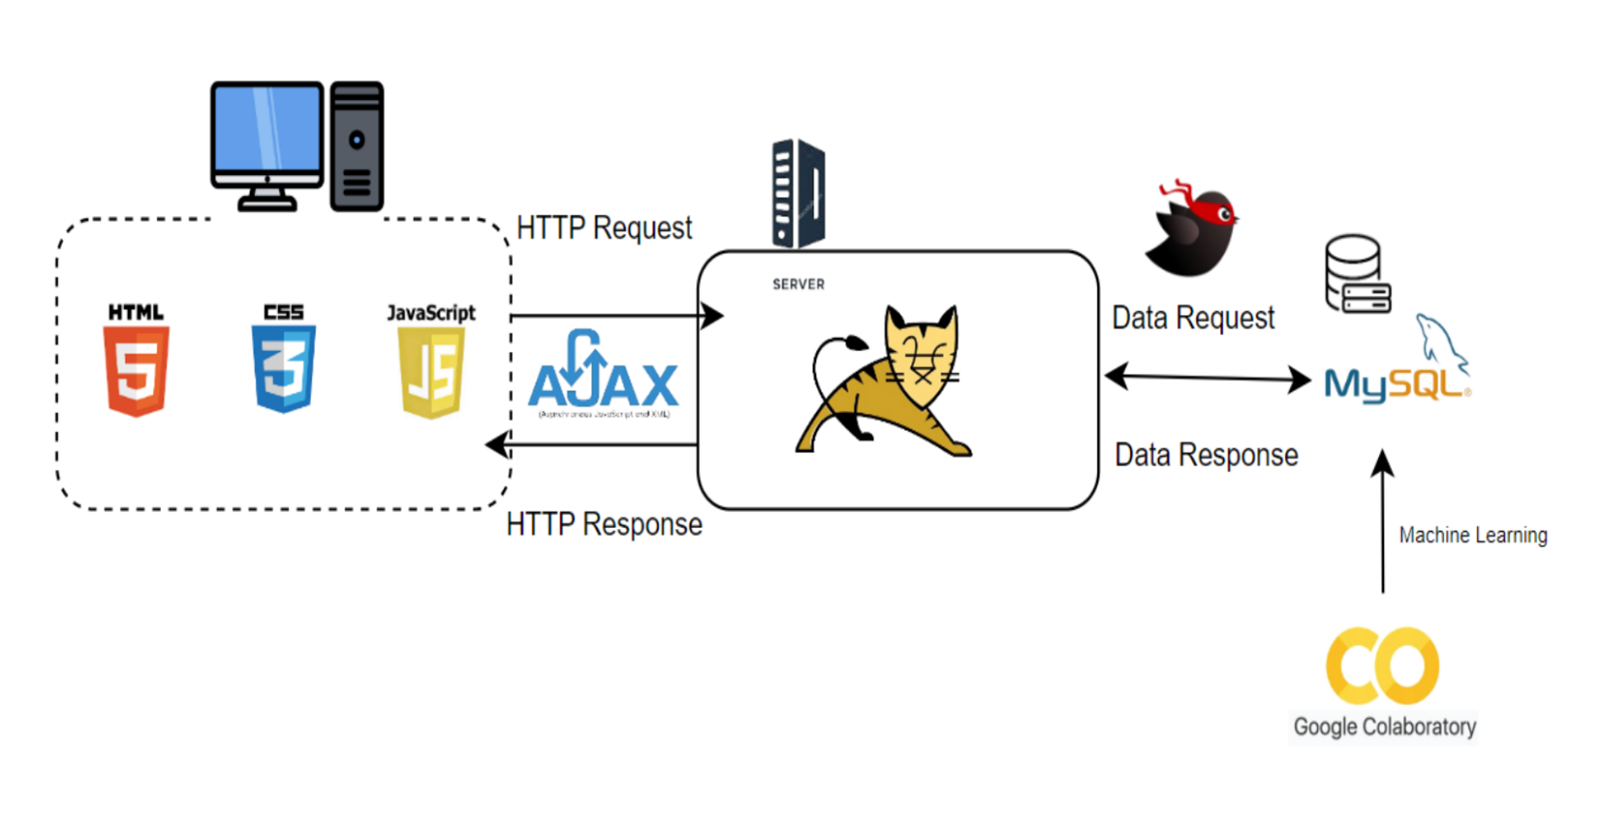 HTML
5
CSS
3
JavaScript
JS
HTTP Request
AJAX
(Asynchronous JavaScript and XML)
HTTP Response
SERVER
Data Request
MySQL®
Data Response
Machine Learning
CO
Google Colaboratory